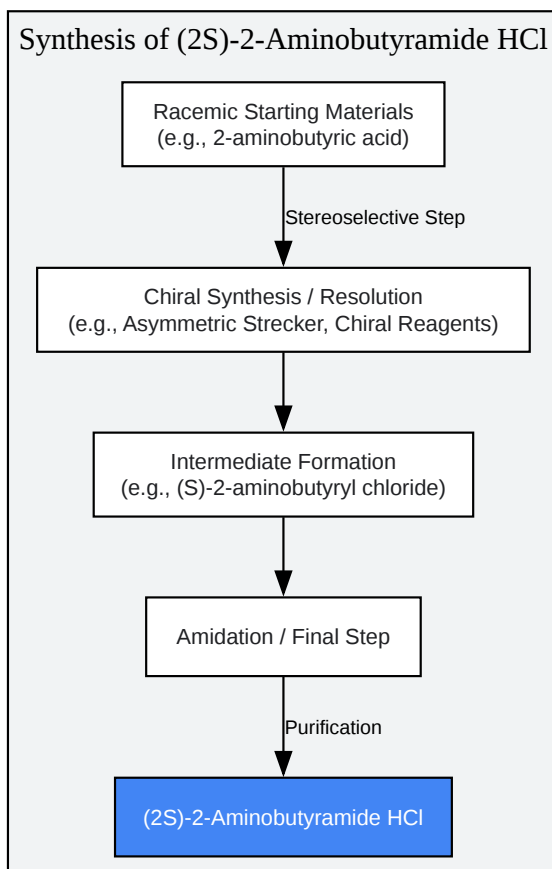 Synthesis of (2S)-2-Aminobutyramide HCl
Racemic Starting Materials
(e.g., 2-aminobutyric acid)
Stereoselective Step
Chiral Synthesis / Resolution
(e.g., Asymmetric Strecker, Chiral Reagents)
Intermediate Formation
(e.g., (S)-2-aminobutyryl chloride)
Amidation / Final Step
Purification
(2S)-2-Aminobutyramide HCl